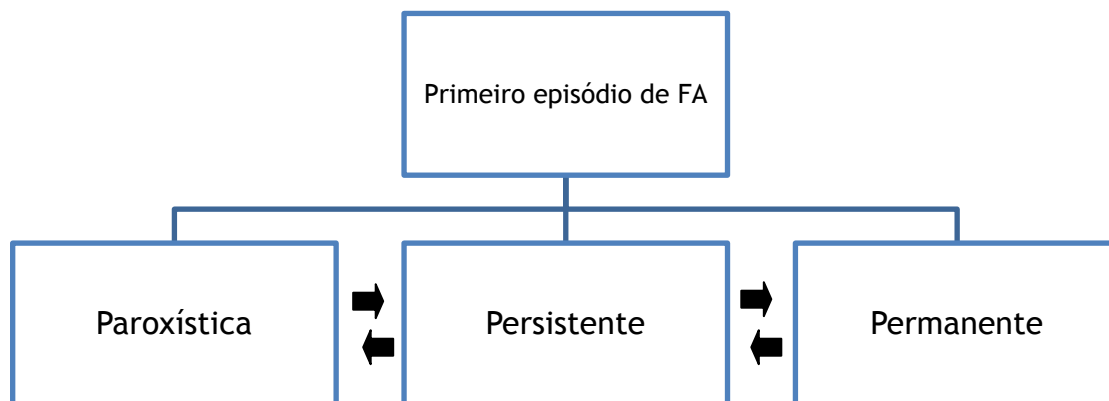 Primeiro episódio de FA
Paroxística
Persistente
Permanente